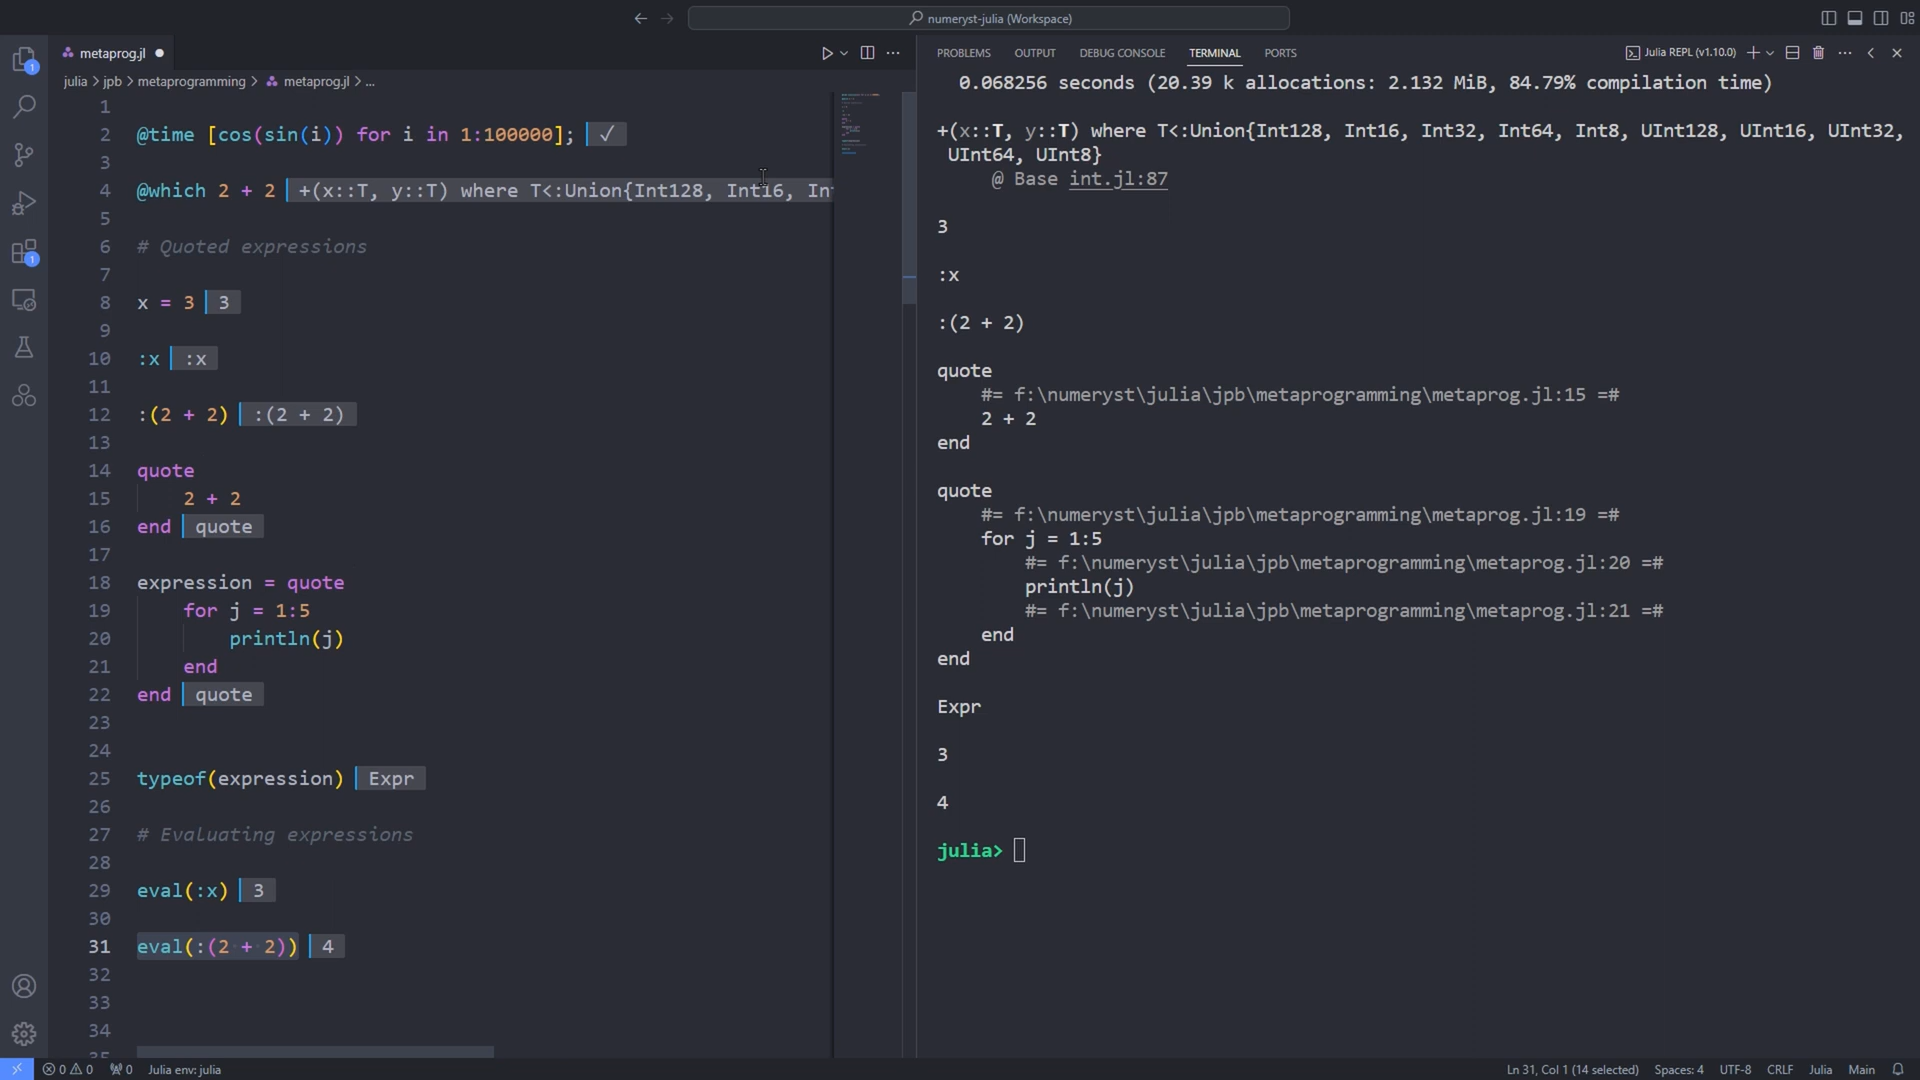 numeryst-julia (Workspace)
metaprog.jl
julia > jpb > metaprogramming > metaprog.jl > ...
1
2 @time [cos(sin(i)) for i in 1:100000]; ✓
3
4 @which 2 + 2 +(x::T, y::T) where T<:Union{Int128, Int16, In
5
6 # Quoted expressions
7
8 x = 3 3
9
10 :x :x
11
12 :(2 + 2) :(2 + 2)
13
14 quote
15 2 + 2
16 end quote
17
18 expression = quote
19 for j = 1:5
20 println(j)
21 end
22 end quote
23
24
25 typeof(expression) Expr
26
27 # Evaluating expressions
28
29 eval(:x) 3
30
31 eval(:(2 + 2)) 4
32
33
34
35
PROBLEMS OUTPUT DEBUG CONSOLE TERMINAL PORTS
Julia REPL (v1.10.0)
0.068256 seconds (20.39 k allocations: 2.132 MiB, 84.79% compilation time)
+(x::T, y::T) where T<:Union{Int128, Int16, Int32, Int64, Int8, UInt128, UInt16, UInt32,
UInt64, UInt8}
@ Base int.jl:87
3
:x
:(2 + 2)
quote
#= f:\numeryst\julia\jpb\metaprogramming\metaprog.jl:15 =#
2 + 2
end
quote
#= f:\numeryst\julia\jpb\metaprogramming\metaprog.jl:19 =#
for j = 1:5
#= f:\numeryst\julia\jpb\metaprogramming\metaprog.jl:20 =#
println(j)
#= f:\numeryst\julia\jpb\metaprogramming\metaprog.jl:21 =#
end
end
Expr
3
4
julia>
1
1
0 0 0 Julia env: julia
Ln 31, Col 1 (14 selected) Spaces: 4 UTF-8 CRLF Julia Main